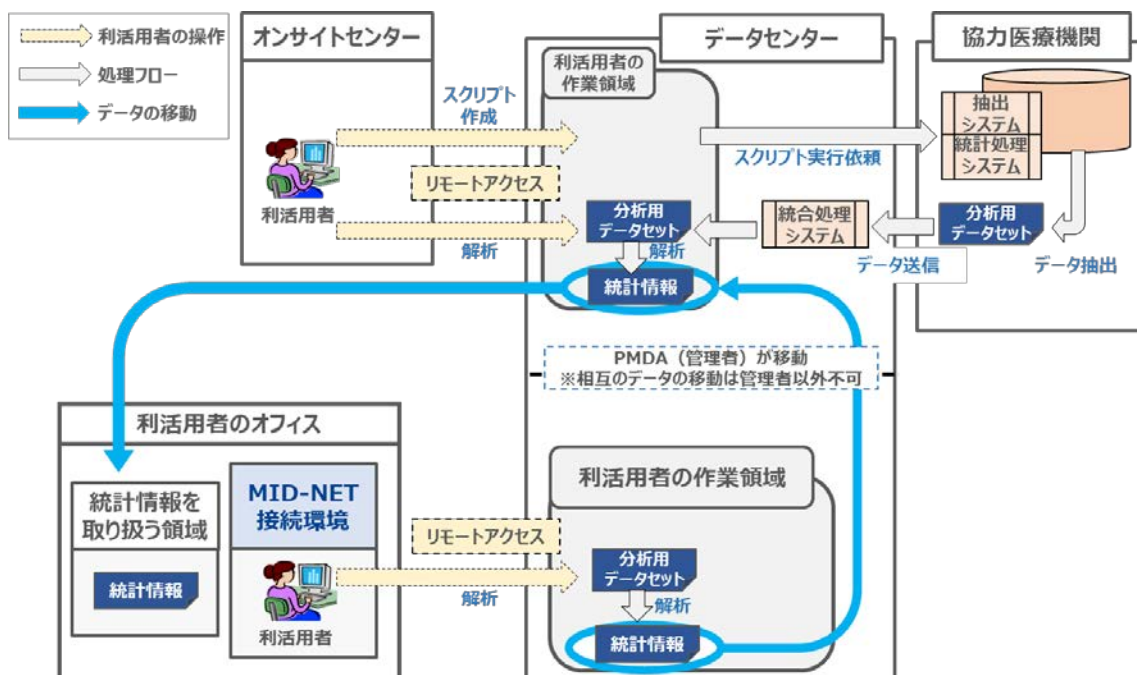 利活用者の操作
処理フロー
データの移動
オンサイトセンター
利活用者
スクリプト
作成
リモートアクセス
解析
データセンター
利活用者の
作業領域
分析用
データセット
解析
統計情報
スクリプト実行依頼
統合処理
システム
データ送信
協力医療機関
抽出
システム
統計処理
システム
分析用
データセット
データ抽出
PMDA（管理者）が移動
※相互のデータの移動は管理者以外不可
利活用者のオフィス
統計情報を
取り扱う領域
統計情報
MID-NET
接続環境
利活用者
リモートアクセス
解析
利活用者の作業領域
分析用
データセット
解析
統計情報